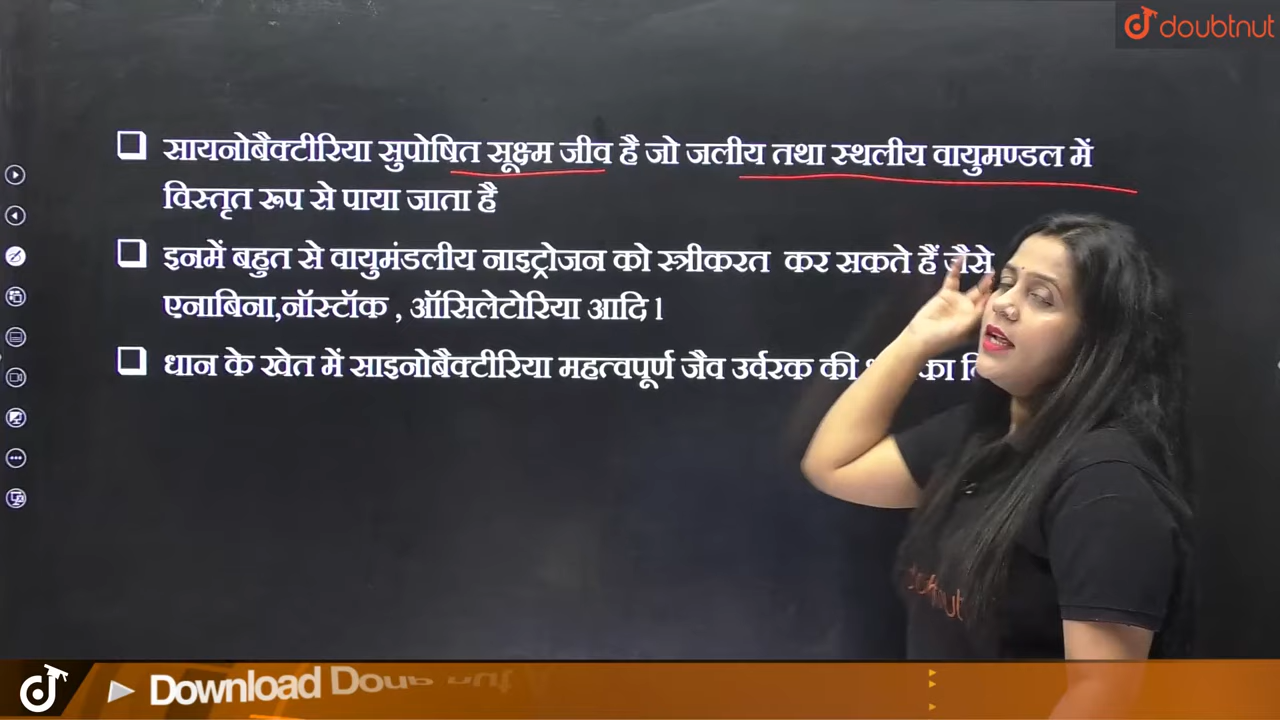 doubtnut
सायनोबैक्टीरिया सुपोषित सूक्ष्म जीव है जो जलीय तथा स्थलीय वायुमण्डल में
विस्तृत रूप से पाया जाता है
इनमें बहुत से वायुमंडलीय नाइट्रोजन को स्त्रीकरत कर सकते हैं जैसे
एनाबिना,नॉस्टॉक , ऑसिलेटोरिया आदि l
धान के खेत में साइनोबैक्टीरिया महत्वपूर्ण जैव उर्वरक की
Download